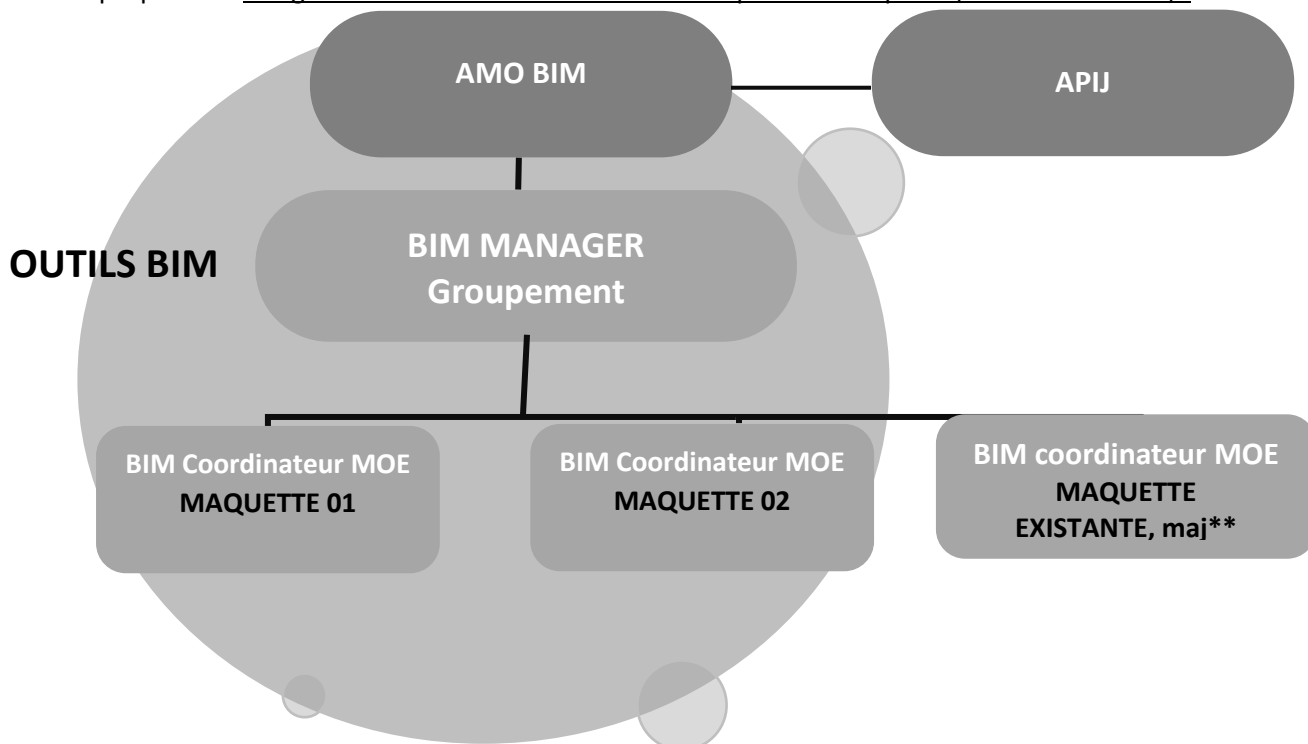 AMO BIM
APIJ
BIM MANAGER
Groupement
OUTILS BIM
BIM Coordinateur MOE
MAQUETTE 01
BIM Coordinateur MOE
MAQUETTE 02
BIM coordinateur MOE
MAQUETTE
EXISTANTE, maj**